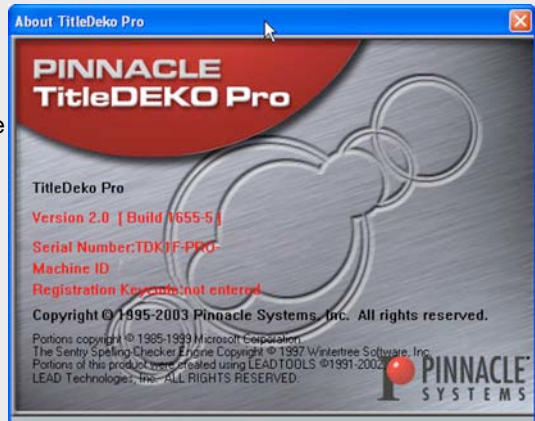 About TitleDeko Pro
PINNACLE
TitleDEKO Pro
e
TitleDeko Pro
Version 2.0 [ Build 1655-5 ]
Serial Number:TDK1F-PRO-
Machine ID
Registration Keycode:not entered
Copyright © 1995-2003 Pinnacle Systems, Inc. All rights reserved.
Portions copyright © 1985-1999 Microsoft Corporation
The Sentry Spelling-Checker Engine Copyright © 1997 Wintertree Software, Inc.
Portions of this product were created using LEADTOOLS ©1991-2002
LEAD Technologies, Inc. ALL RIGHTS RESERVED.
PINNACLE
SYSTEMS